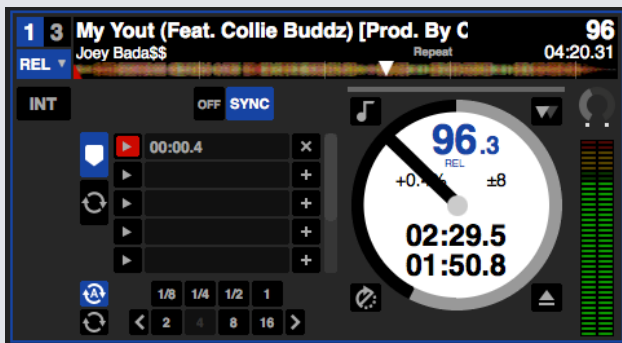 1 3 My Yout (Feat. Collie Buddz) [Prod. By C 96
REL Joey Bada$$ Repeat 04:20.31
INT OFF SYNC
96.3
REL
±8
00:00.4
02:29.5
01:50.8
1/8 1/4 1/2 1
2 4 8 16